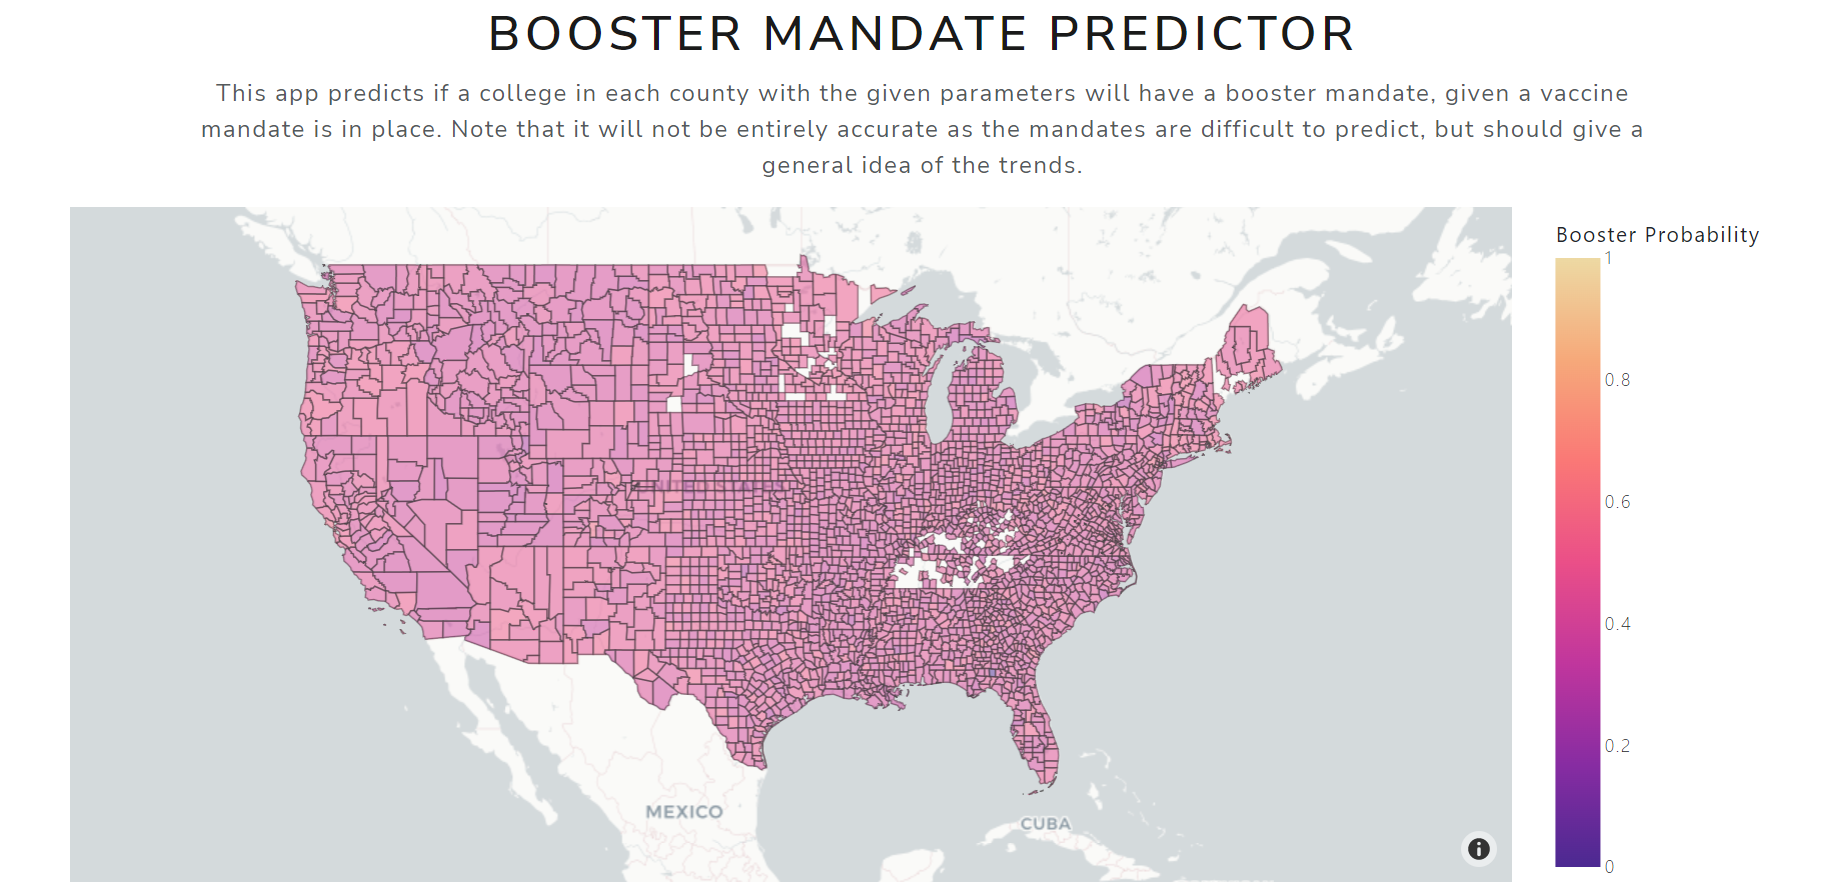 BOOSTER MANDATE PREDICTOR
This app predicts if a college in each county with the given parameters will have a booster mandate, given a vaccine
mandate is in place. Note that it will not be entirely accurate as the mandates are difficult to predict, but should give a
general idea of the trends.
Booster Probability
1
0.8
0.6
0.4
0.2
0
UNITED STATES
MEXICO
CUBA